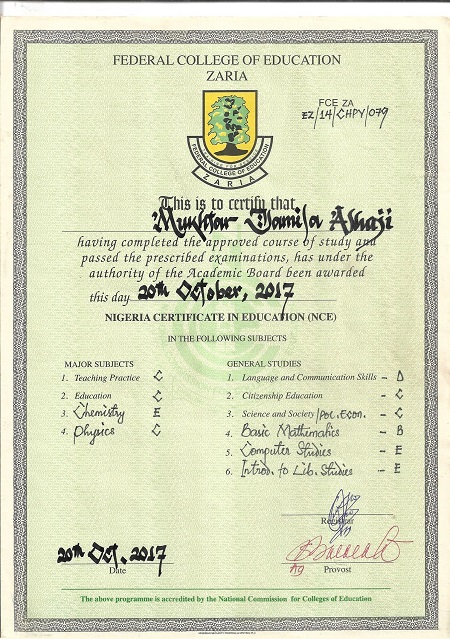 FEDERAL COLLEGE OF EDUCATION
ZARIA
FCE ZA
EZ/14/CHPY/079
FEDERAL COLLEGE OF EDUCATION
ZARIA
This is to certify that
Mukhtar Jamila Alhaji
having completed the approved course of study and
passed the prescribed examinations, has under the
authority of the Academic Board been awarded
this day 20th October, 2017
NIGERIA CERTIFICATE IN EDUCATION (NCE)
IN THE FOLLOWING SUBJECTS
MAJOR SUBJECTS
1. Teaching Practice C
2. Education C
3. Chemistry E
4. Physics C
GENERAL STUDIES
1. Language and Communication Skills - D
2. Citizenship Education - C
3. Science and Society/Pol. Econ. - C
4. Basic Mathematics - B
5. Computer Studies - E
6. Introd. to Lib. Studies - E
Registrar
20th Oct. 2017
Date
Ag Provost
The above programme is accredited by the National Commission for Colleges of Education